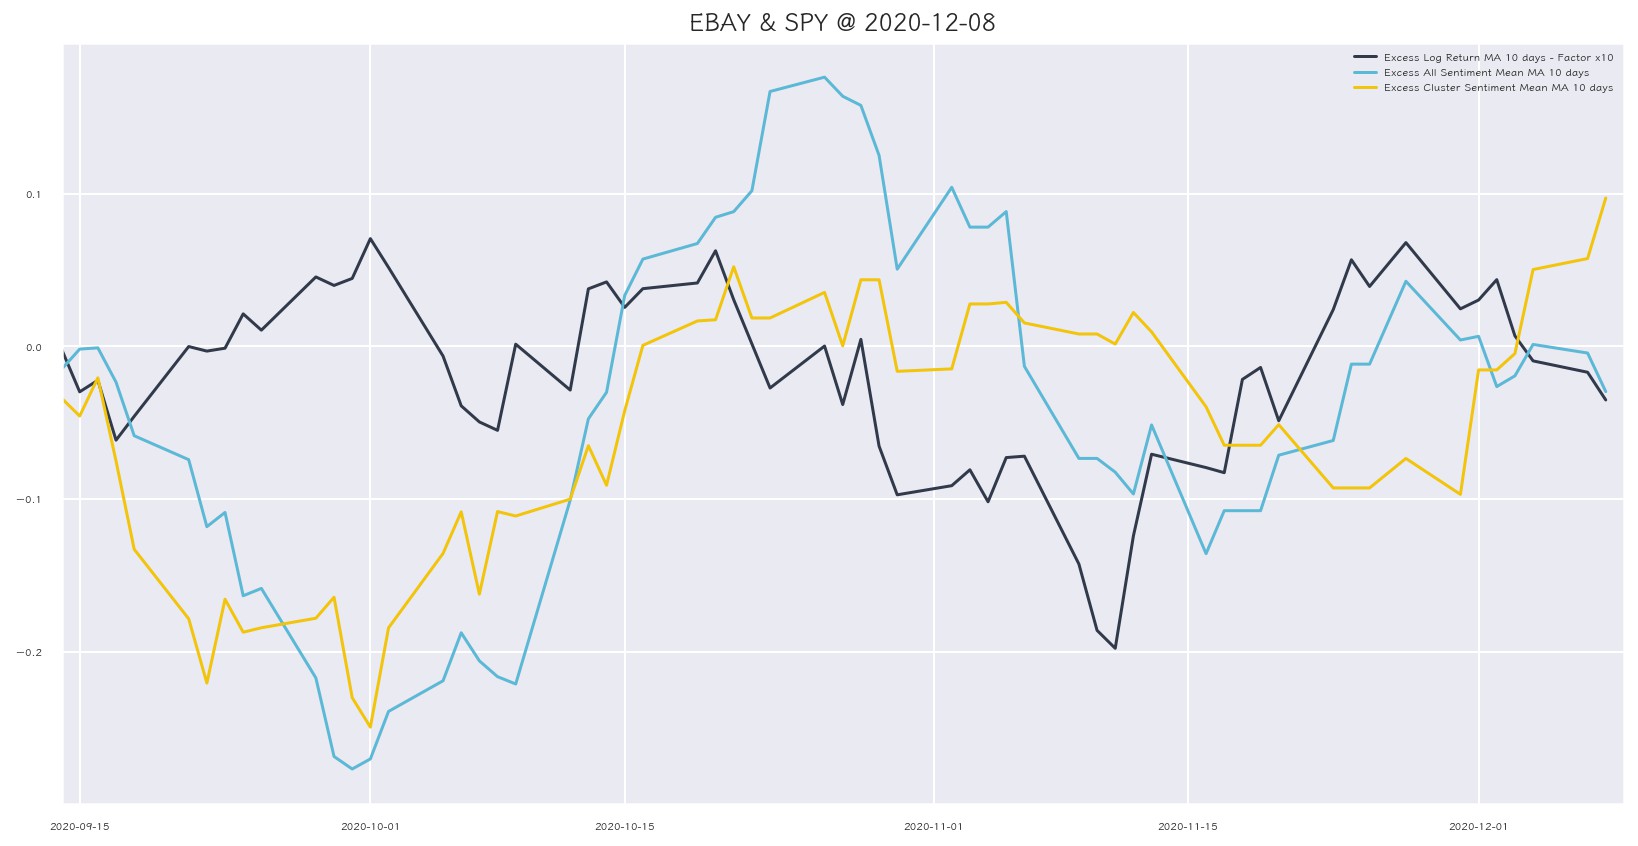 EBAY & SPY @ 2020-12-08
Excess Log Return MA 10 days - Factor x10
Excess All Sentiment Mean MA 10 days
Excess Cluster Sentiment Mean MA 10 days
0.1
0.0
−0.1
−0.2
2020-09-15 2020-10-01 2020-10-15 2020-11-01 2020-11-15 2020-12-01